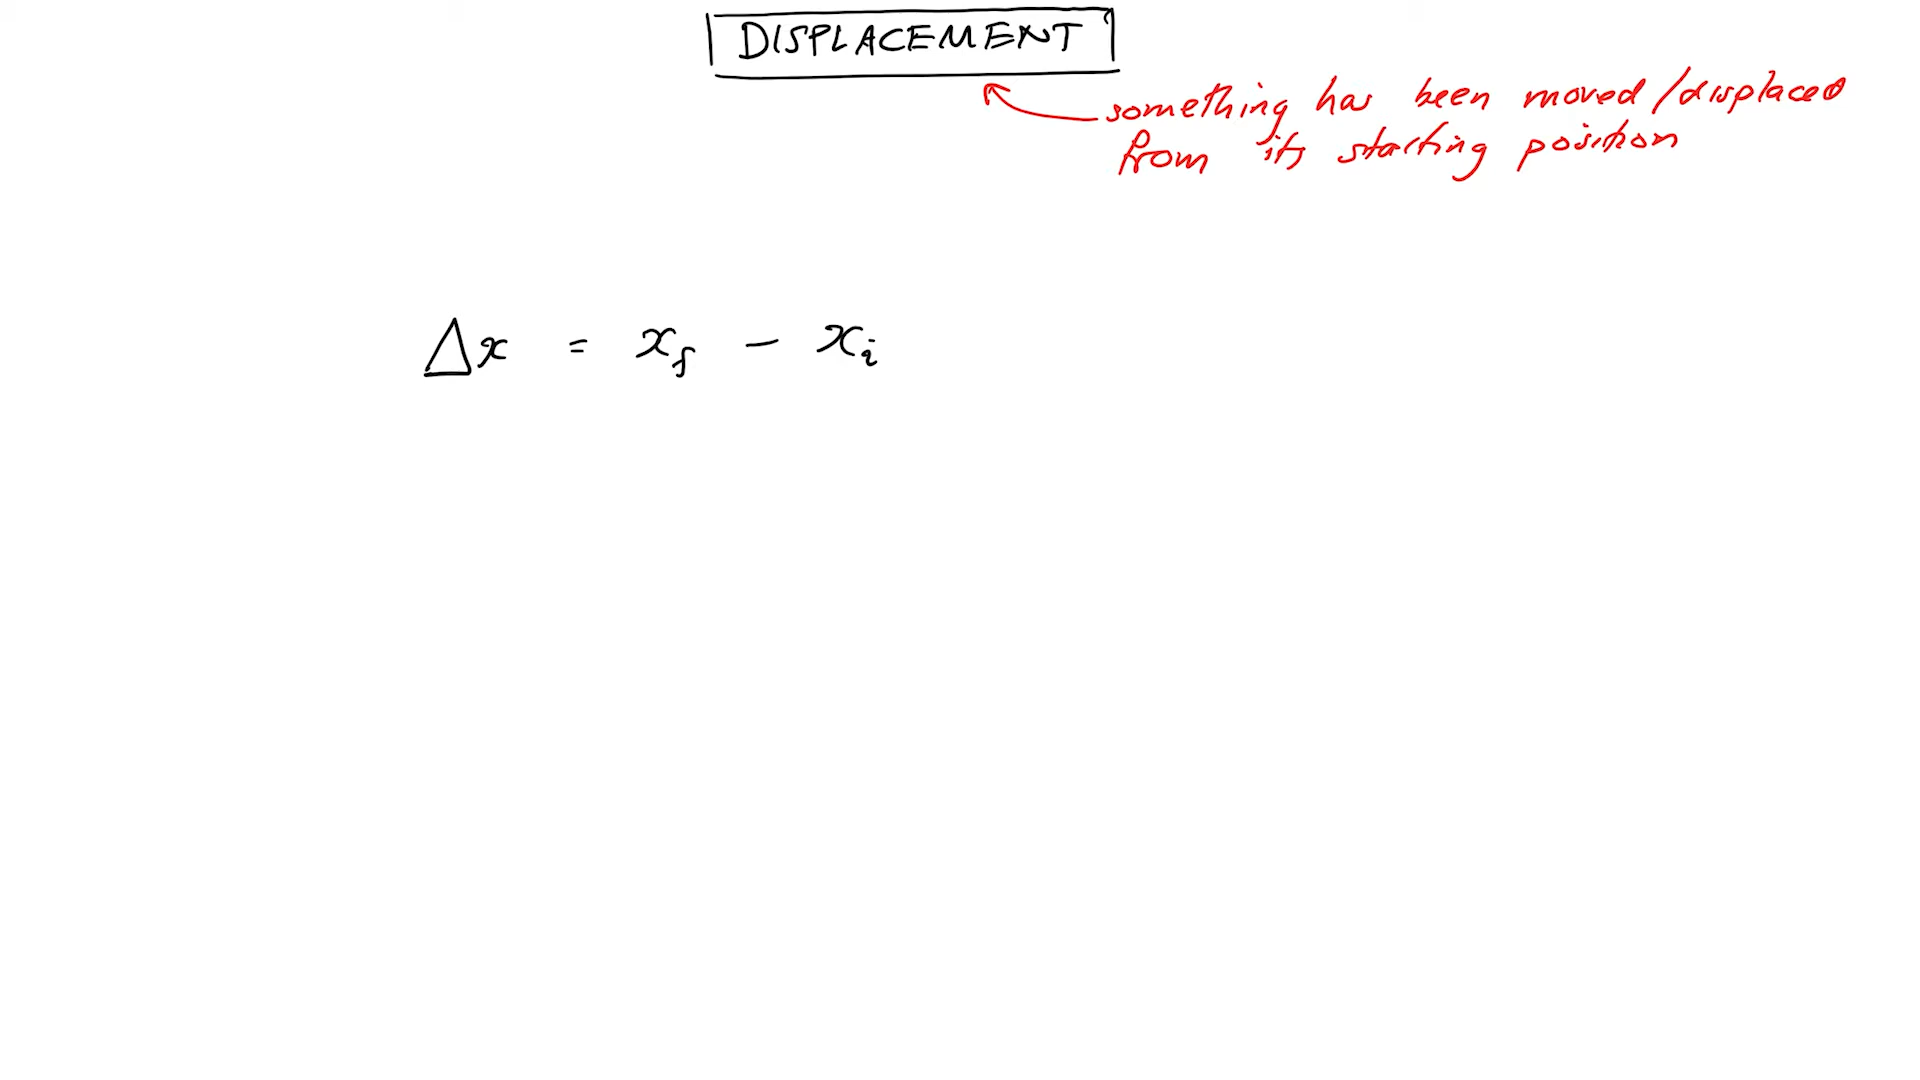 DISPLACEMENT
something has been moved/displaced
from its starting position
Δx = x_f - x_i